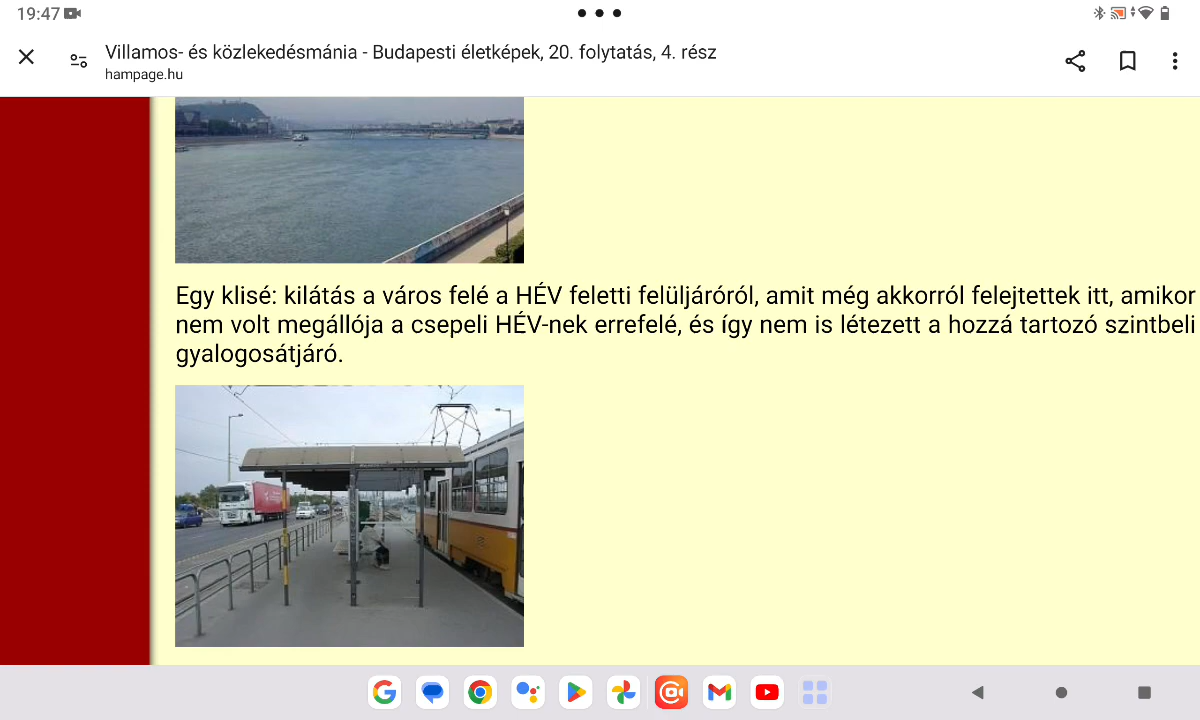 19:47
Villamos- és közlekedésmánia - Budapesti életképek, 20. folytatás, 4. rész
hampage.hu
Egy klisé: kilátás a város felé a HÉV feletti felüljáróról, amit még akkorról felejtettek itt, amikor
nem volt megállója a csepeli HÉV-nek errefelé, és így nem is létezett a hozzá tartozó szintbeli
gyalogosátjáró.